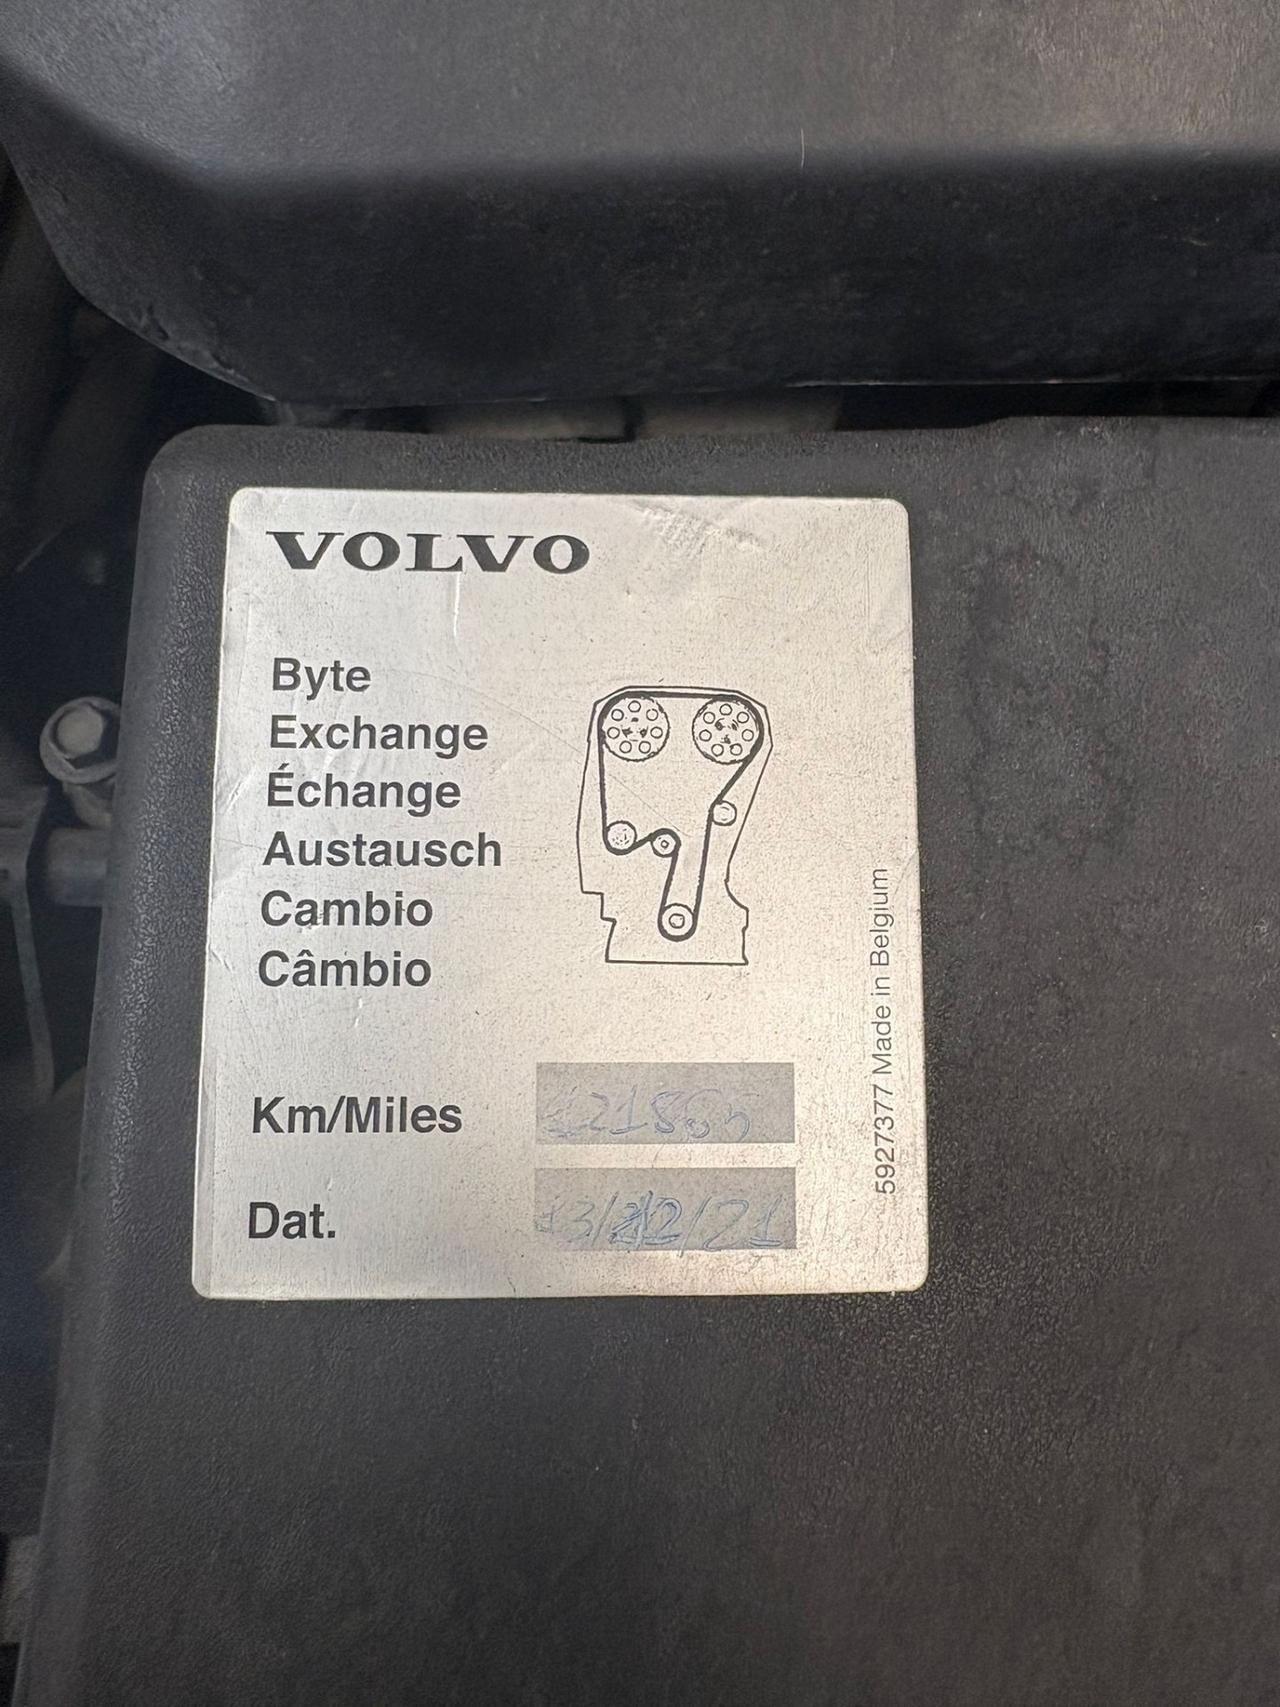 VOLVO
Byte
Exchange
Échange
Austausch
Cambio
Câmbio
Km/Miles
Dat.
5927377 Made in Belgium